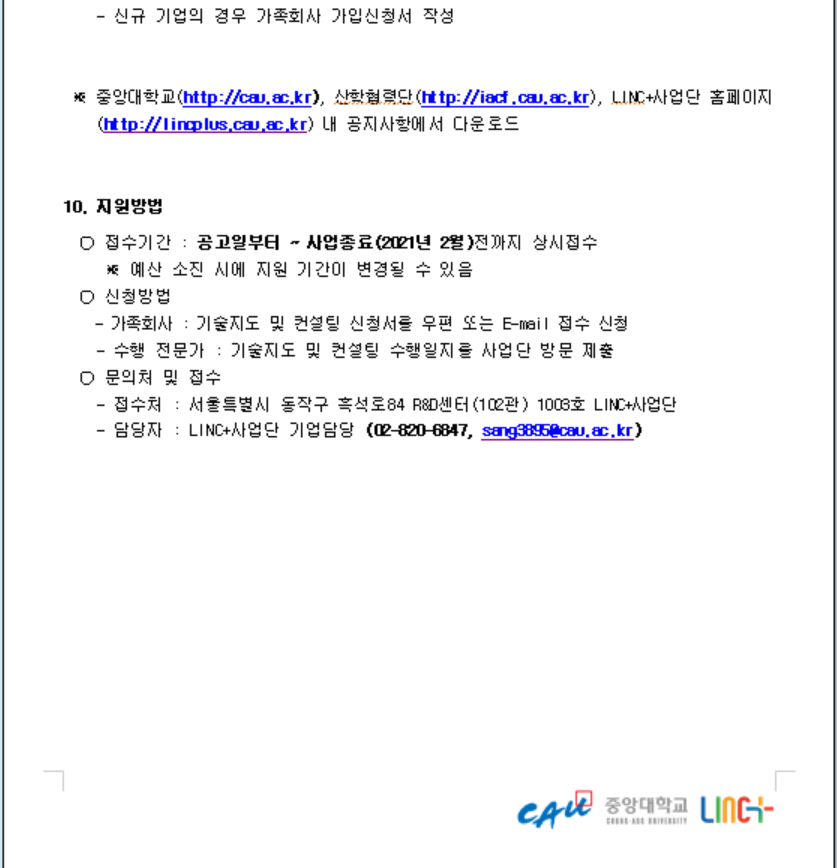 - 신규 기업의 경우 가족회사 가입신청서 작성
※ 중앙대학교(http://cau.ac.kr), 산학협력단(http://iacf.cau.ac.kr), LINC+사업단 홈페이지
(http://lincplus.cau.ac.kr) 내 공지사항에서 다운로드
10. 지원방법
○ 접수기간 : 공고일부터 ~ 사업종료(2021년 2월)전까지 상시접수
※ 예산 소진 시에 지원 기간이 변경될 수 있음
○ 신청방법
- 가족회사 : 기술지도 및 컨설팅 신청서를 우편 또는 E-mail 접수 신청
- 수행 전문가 : 기술지도 및 컨설팅 수행일지를 사업단 방문 제출
○ 문의처 및 접수
- 접수처 : 서울특별시 동작구 흑석로84 R&D센터(102관) 1003호 LINC+사업단
- 담당자 : LINC+사업단 기업담당 (02-820-6847, sang3895@cau.ac.kr)
CAU 중앙대학교 LINC+
CHUNG-ANG UNIVERSITY